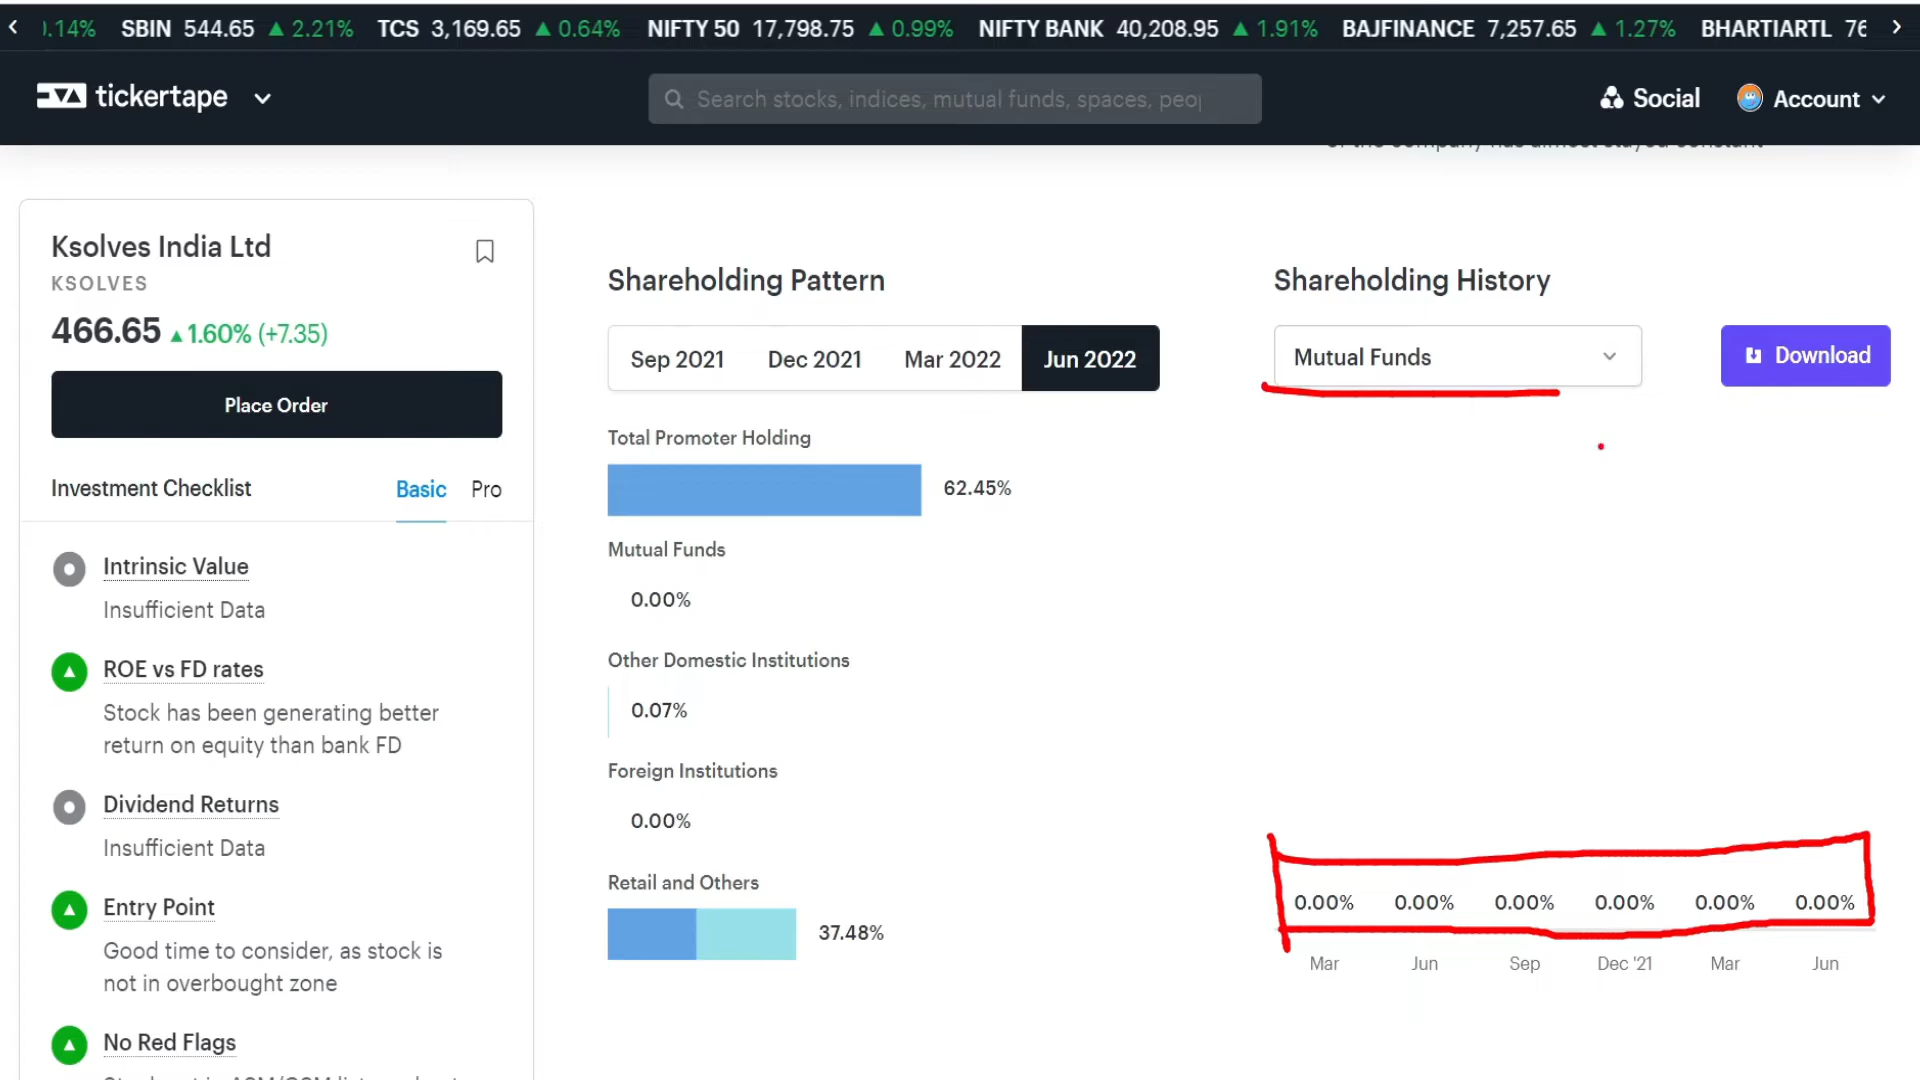 .14% SBIN 544.65 ▲ 2.21% TCS 3,169.65 ▲ 0.64% NIFTY 50 17,798.75 ▲ 0.99% NIFTY BANK 40,208.95 ▲ 1.91% BAJFINANCE 7,257.65 ▲ 1.27% BHARTIARTL 76
tickertape
Search stocks, indices, mutual funds, spaces, peo
Social
Account
of the company has almost stayed constant
Ksolves India Ltd
KSOLVES
466.65 ▲1.60% (+7.35)
Place Order
Investment Checklist Basic Pro
Intrinsic Value
Insufficient Data
ROE vs FD rates
Stock has been generating better
return on equity than bank FD
Dividend Returns
Insufficient Data
Entry Point
Good time to consider, as stock is
not in overbought zone
No Red Flags
Shareholding Pattern
Sep 2021 Dec 2021 Mar 2022 Jun 2022
Total Promoter Holding
62.45%
Mutual Funds
0.00%
Other Domestic Institutions
0.07%
Foreign Institutions
0.00%
Retail and Others
37.48%
Shareholding History
Mutual Funds
Download
0.00% 0.00% 0.00% 0.00% 0.00% 0.00%
Mar Jun Sep Dec '21 Mar Jun